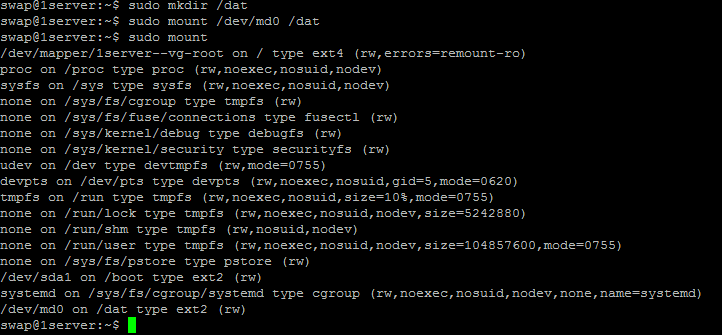 swap@1server:~$ sudo mkdir /dat
swap@1server:~$ sudo mount /dev/md0 /dat
swap@1server:~$ sudo mount
/dev/mapper/1server--vg-root on / type ext4 (rw,errors=remount-ro)
proc on /proc type proc (rw,noexec,nosuid,nodev)
sysfs on /sys type sysfs (rw,noexec,nosuid,nodev)
none on /sys/fs/cgroup type tmpfs (rw)
none on /sys/fs/fuse/connections type fusectl (rw)
none on /sys/kernel/debug type debugfs (rw)
none on /sys/kernel/security type securityfs (rw)
udev on /dev type devtmpfs (rw,mode=0755)
devpts on /dev/pts type devpts (rw,noexec,nosuid,gid=5,mode=0620)
tmpfs on /run type tmpfs (rw,noexec,nosuid,size=10%,mode=0755)
none on /run/lock type tmpfs (rw,noexec,nosuid,nodev,size=5242880)
none on /run/shm type tmpfs (rw,nosuid,nodev)
none on /run/user type tmpfs (rw,noexec,nosuid,nodev,size=104857600,mode=0755)
none on /sys/fs/pstore type pstore (rw)
/dev/sda1 on /boot type ext2 (rw)
systemd on /sys/fs/cgroup/systemd type cgroup (rw,noexec,nosuid,nodev,none,name=systemd)
/dev/md0 on /dat type ext2 (rw)
swap@1server:~$